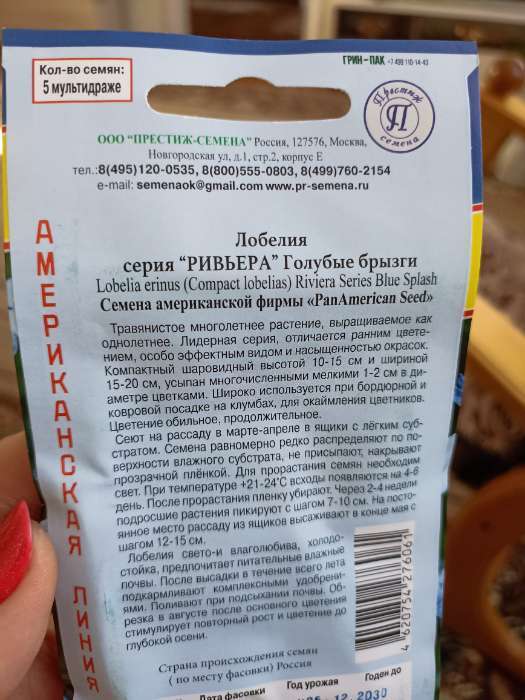 ГРИН-ПАК +7 499 110-14-43
Кол-во семян:
5 мультидраже
Престиж
П
семена
ООО "ПРЕСТИЖ-СЕМЕНА" Россия, 127576, Москва,
Новгородская ул, д.1, стр.2, корпус Е
тел.:8(495)120-0535, 8(800)555-0803, 8(499)760-2154
e-mail: semenaok@gmail.com www.pr-semena.ru
АМЕРИКАНСКАЯ ЛИНИЯ
Лобелия
серия "РИВЬЕРА" Голубые брызги
Lobelia erinus (Compact lobelias) Riviera Series Blue Splash
Семена американской фирмы «PanAmerican Seed»
Травянистое многолетнее растение, выращиваемое как
однолетнее. Лидерная серия, отличается ранним цвете-
нием, особо эффектным видом и насыщенностью окрасок.
Компактный шаровидный высотой 10-15 см и шириной
15-20 см, усыпан многочисленными мелкими 1-2 см в ди-
аметре цветками. Широко используется при бордюрной и
ковровой посадке на клумбах, для окаймления цветников.
Цветение обильное, продолжительное.
Сеют на рассаду в марте-апреле в ящики с лёгким суб-
стратом. Семена равномерно редко распределяют по по-
верхности влажного субстрата, не присыпают, накрывают
прозрачной плёнкой. Для прорастания семян необходим
свет. При температуре +21-24°С всходы появляются на 4-6
день. После прорастания пленку убирают. Через 2-4 недели
подросшие растения пикируют с шагом 7-10 см. На посто-
янное место рассаду из ящиков высаживают в конце мая с
шагом 12-15 см.
Лобелия свето-и влаголюбива, холодо-
стойка, предпочитает питательные влажные
почвы. После высадки в течение всего лета
подкармливают комплексными удобрени-
ями. Поливают при подсыхании почвы. Об-
резка в августе после основного цветения
стимулирует повторный рост и цветение до
глубокой осени.
4620754276061
Страна происхождения семян
( по месту фасовки) Россия
Дата фасовки Год урожая Годен до
12.2030